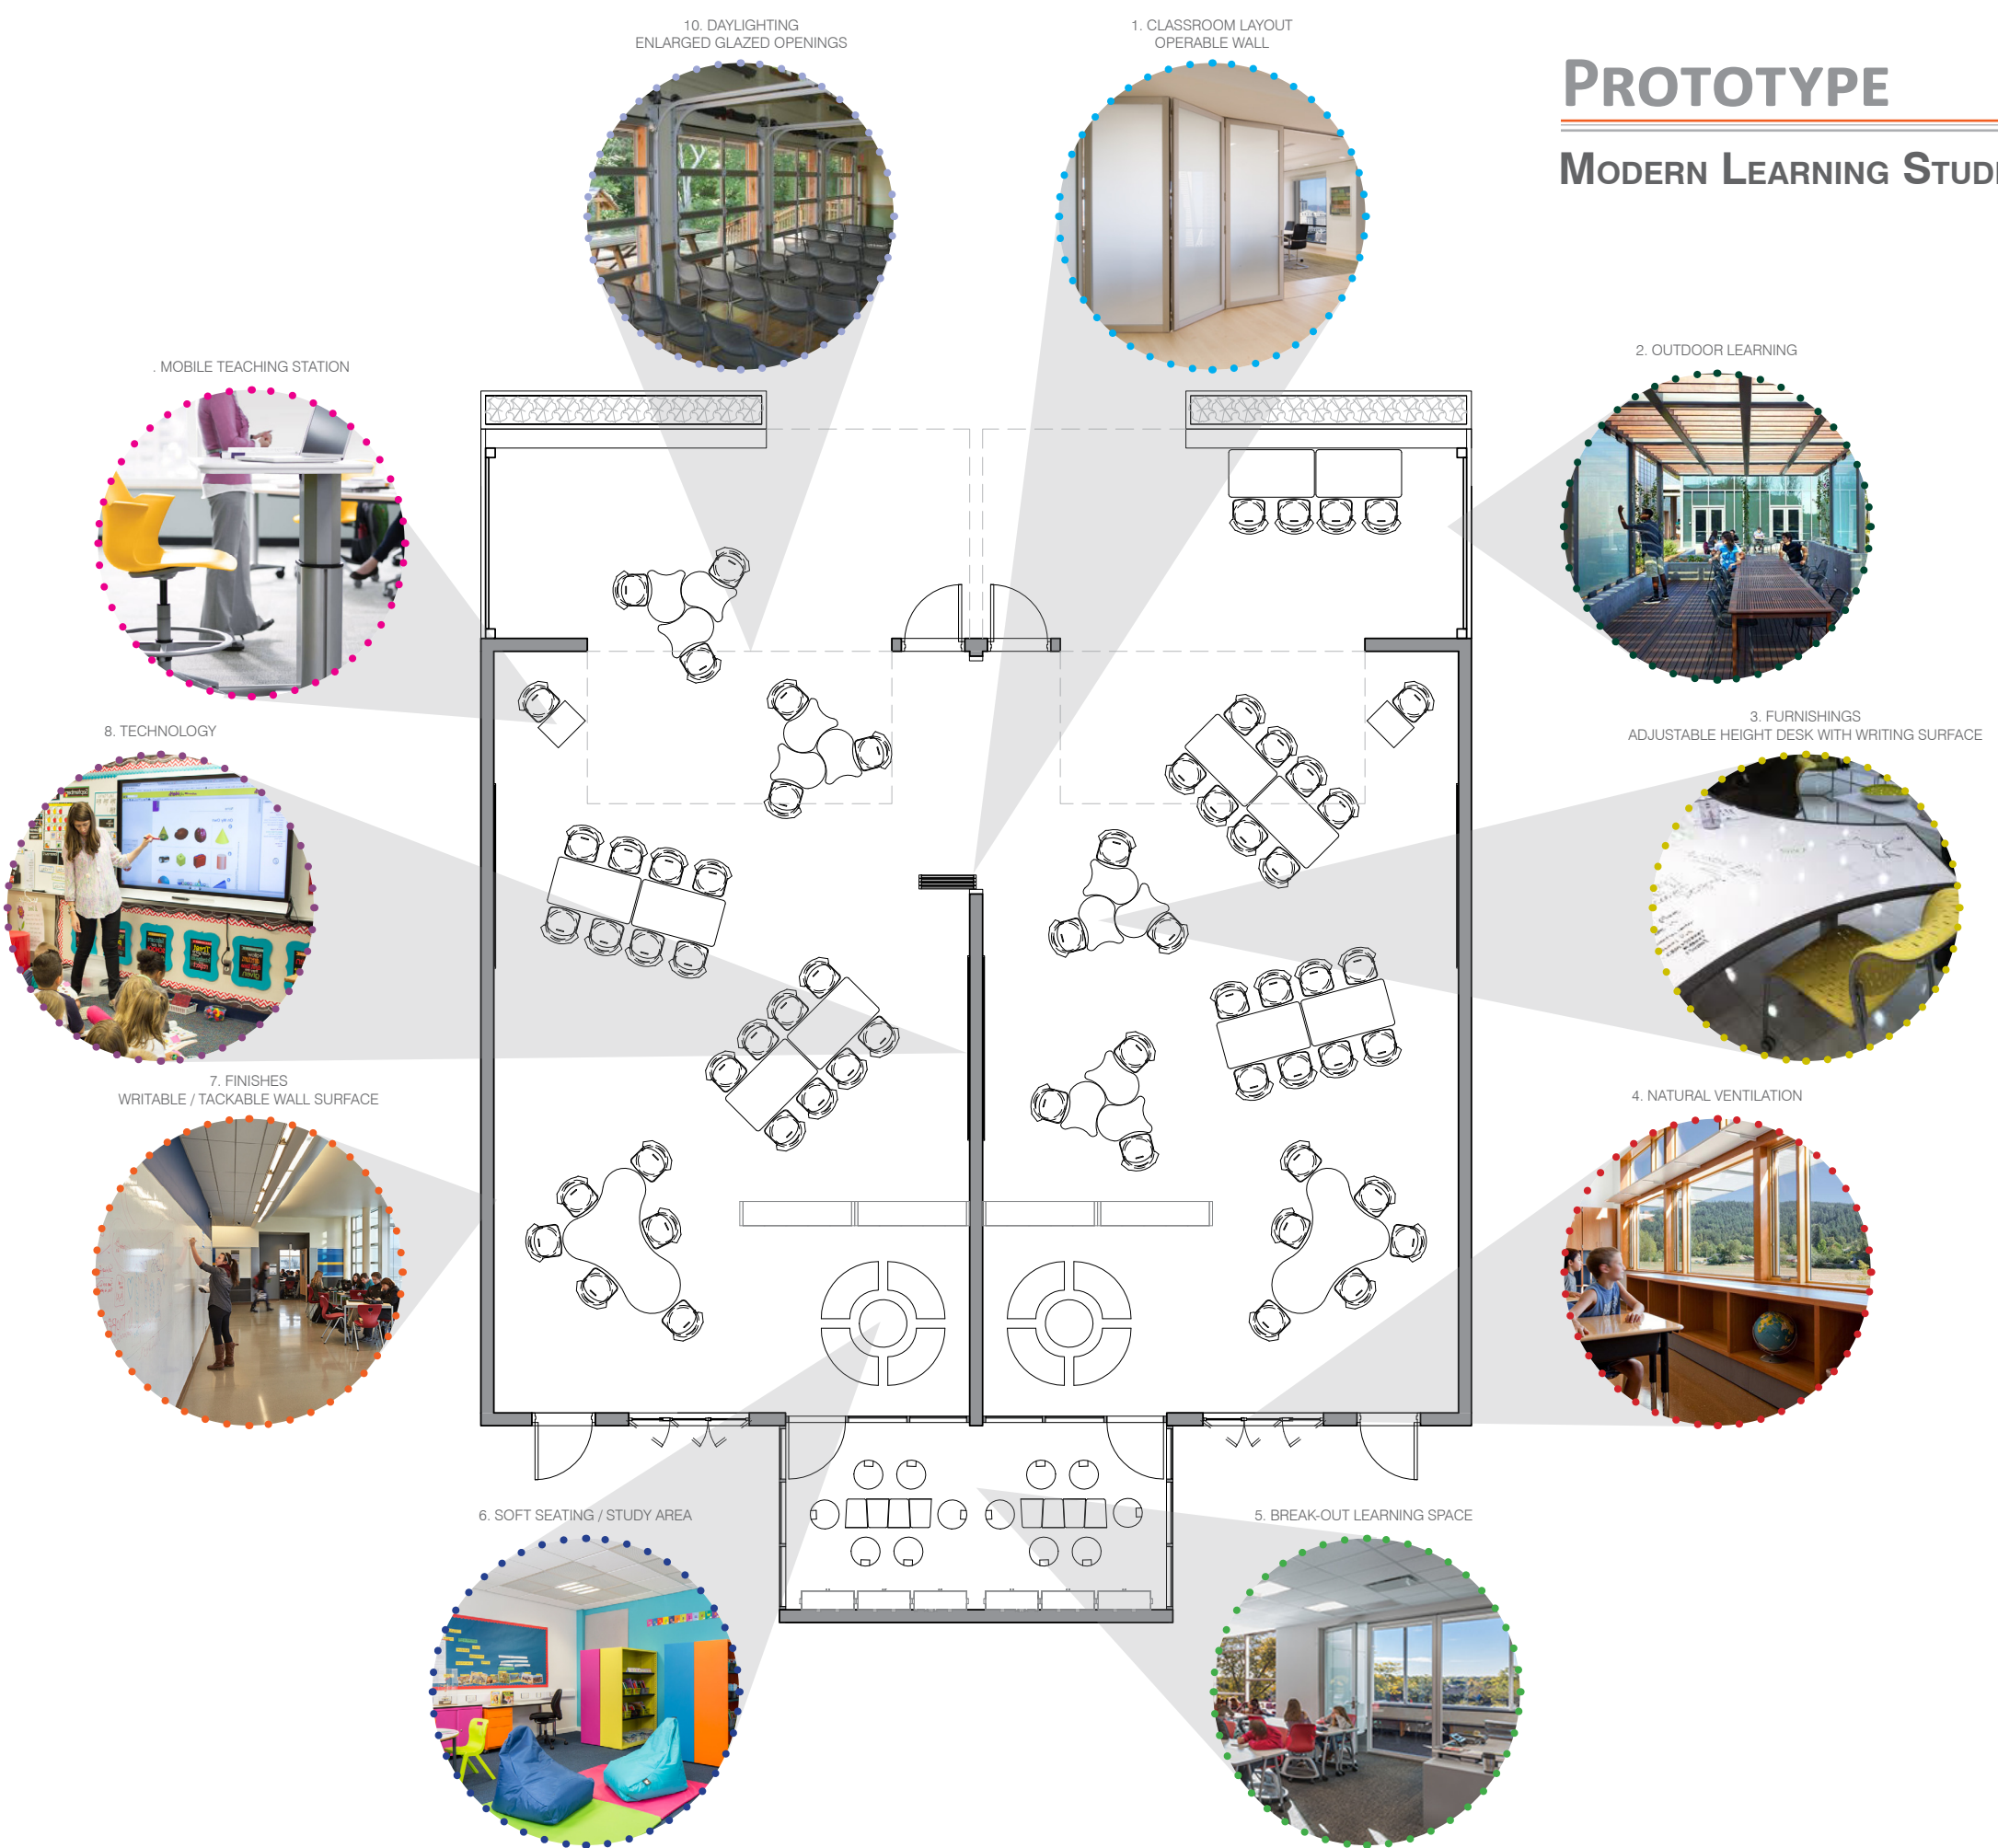 10. DAYLIGHTING
ENLARGED GLAZED OPENINGS
1. CLASSROOM LAYOUT
OPERABLE WALL
PROTOTYPE
MODERN LEARNING STUDI
. MOBILE TEACHING STATION
2. OUTDOOR LEARNING
8. TECHNOLOGY
3. FURNISHINGS
ADJUSTABLE HEIGHT DESK WITH WRITING SURFACE
7. FINISHES
WRITABLE / TACKABLE WALL SURFACE
4. NATURAL VENTILATION
6. SOFT SEATING / STUDY AREA
5. BREAK-OUT LEARNING SPACE